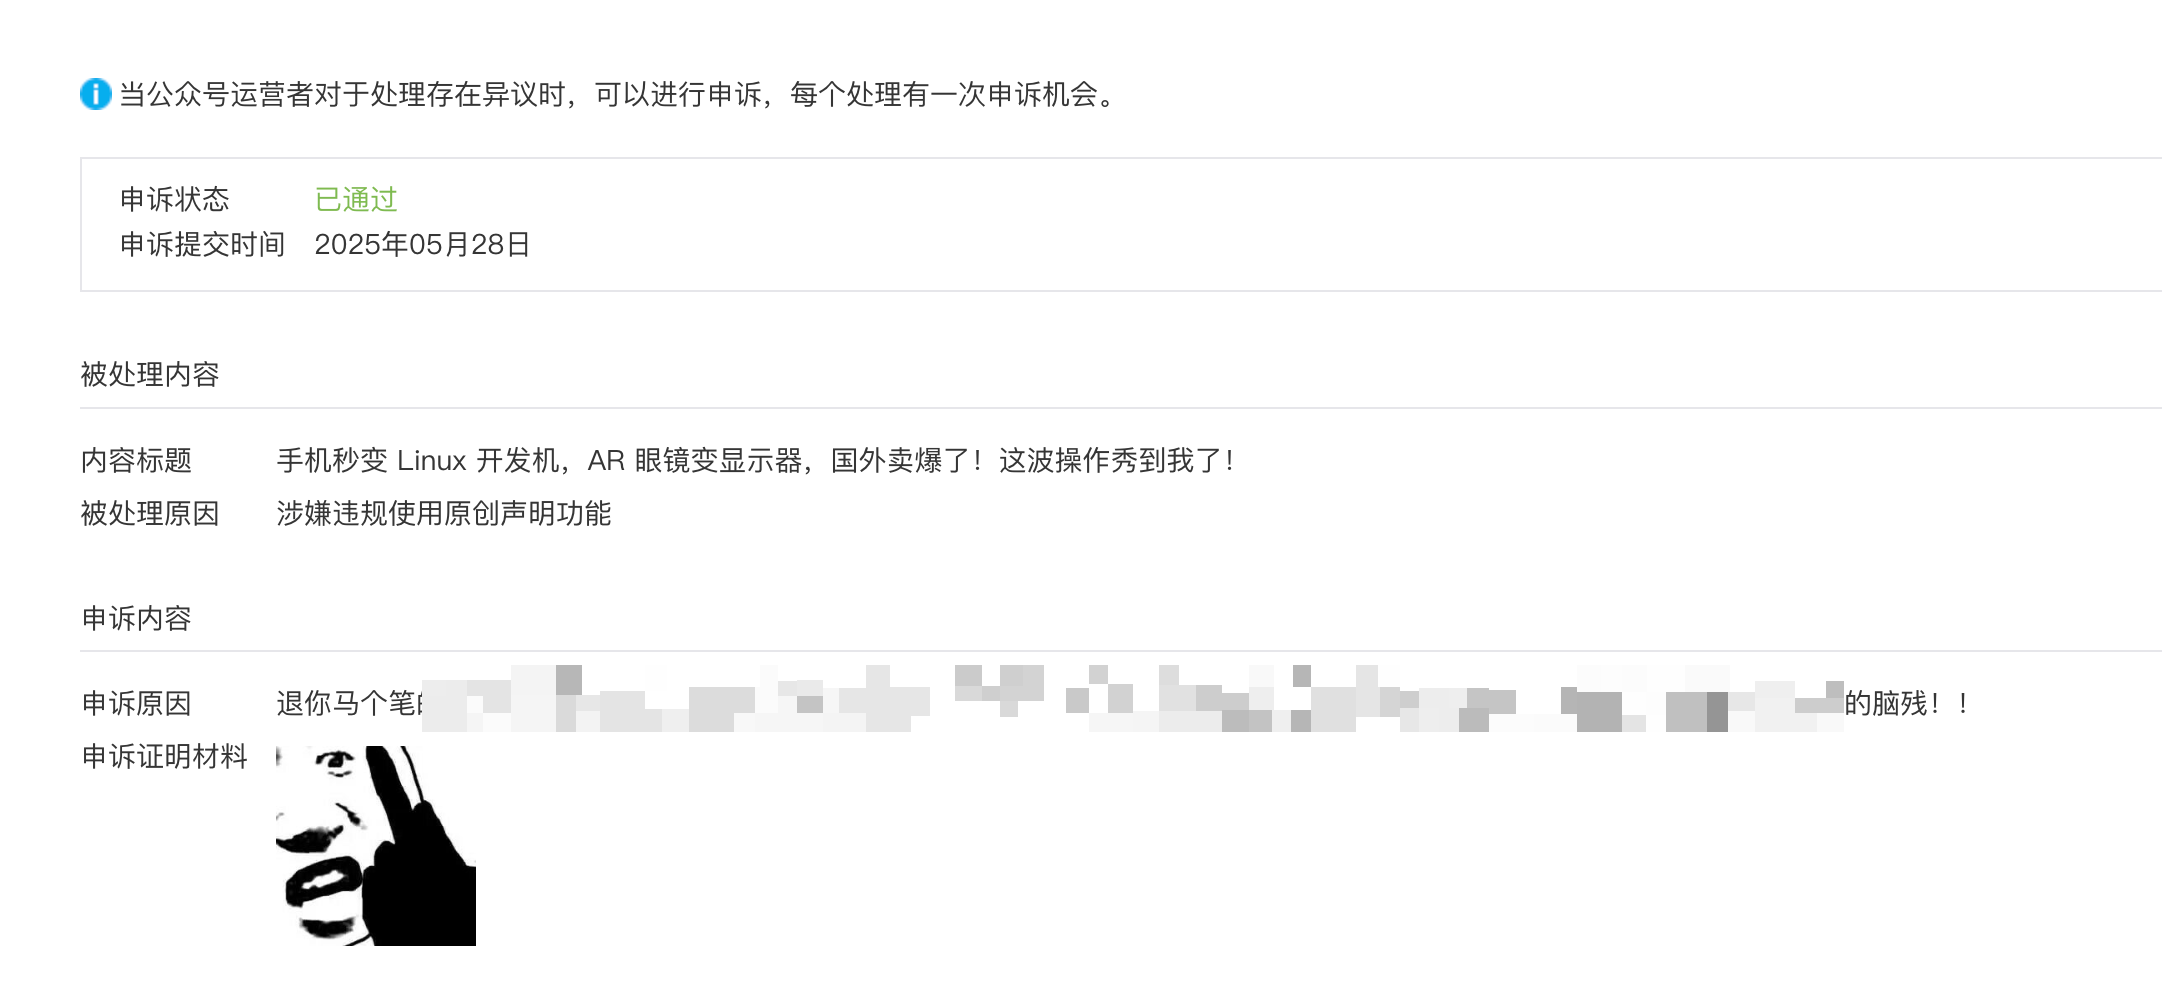 当公众号运营者对于处理存在异议时，可以进行申诉，每个处理有一次申诉机会。
申诉状态 已通过
申诉提交时间 2025年05月28日
被处理内容
内容标题 手机秒变 Linux 开发机，AR 眼镜变显示器，国外卖爆了！这波操作秀到我了！
被处理原因 涉嫌违规使用原创声明功能
申诉内容
申诉原因 退你马个笔 的脑残！！
申诉证明材料